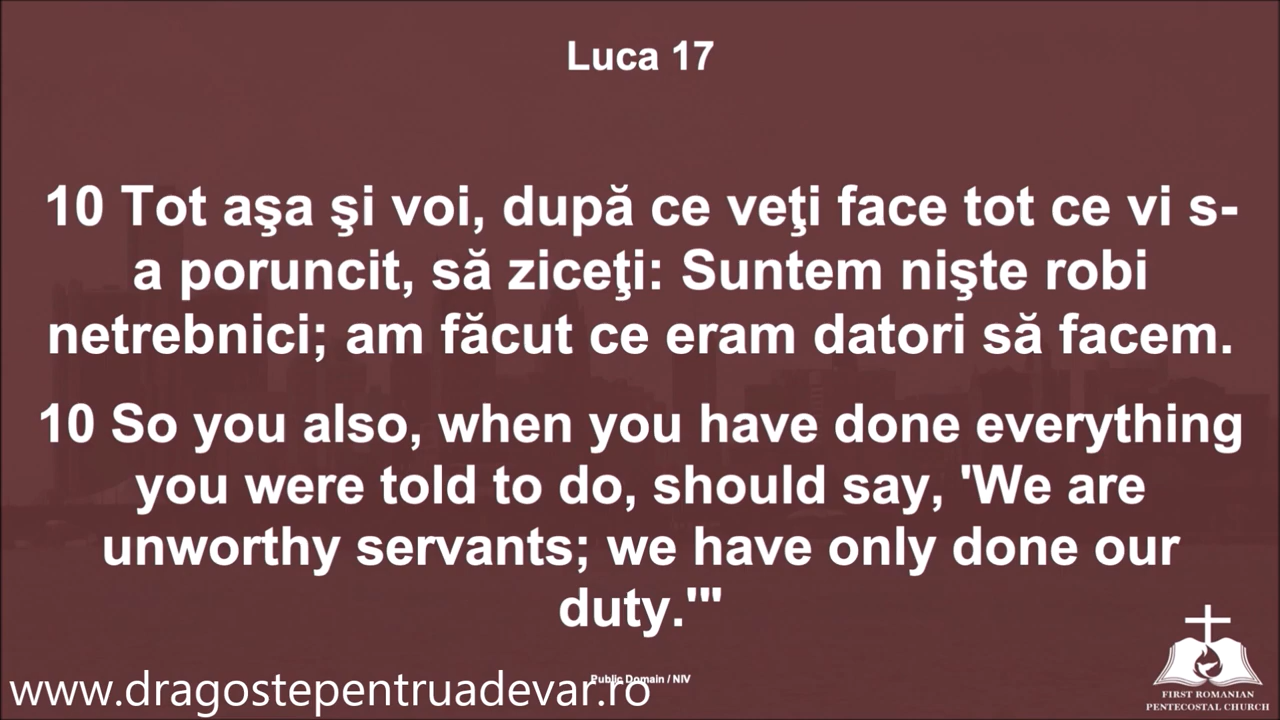 Luca 17
10 Tot aşa şi voi, după ce veţi face tot ce vi s-
a poruncit, să ziceţi: Suntem nişte robi
netrebnici; am făcut ce eram datori să facem.
10 So you also, when you have done everything
you were told to do, should say, 'We are
unworthy servants; we have only done our
duty.'"
Public Domain / NIV
www.dragostepentruadevar.ro
FIRST ROMANIAN
PENTECOSTAL CHURCH